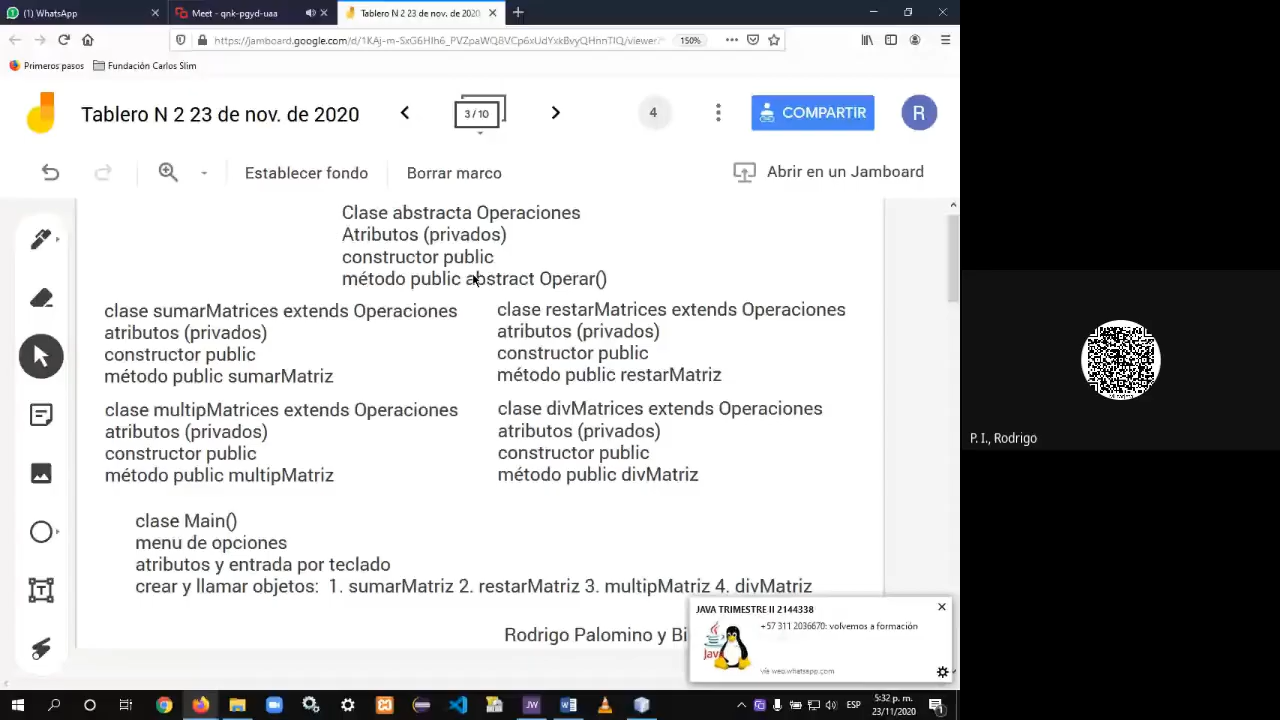 (1) WhatsApp
Meet - qnk-pgyd-uaa
Tablero N 2 23 de nov. de 2020
150%
Primeros pasos
Fundación Carlos Slim
Tablero N 2 23 de nov. de 2020
3 / 10
4
COMPARTIR
R
Establecer fondo
Borrar marco
Abrir en un Jamboard
Clase abstracta Operaciones
Atributos (privados)
constructor public
método public abstract Operar()
clase sumarMatrices extends Operaciones
atributos (privados)
constructor public
método public sumarMatriz
clase restarMatrices extends Operaciones
atributos (privados)
constructor public
método public restarMatriz
clase multipMatrices extends Operaciones
atributos (privados)
constructor public
método public multipMatriz
clase divMatrices extends Operaciones
atributos (privados)
constructor public
método public divMatriz
clase Main()
menu de opciones
atributos y entrada por teclado
crear y llamar objetos: 1. sumarMatriz 2. restarMatriz 3. multipMatriz 4. divMatriz
Rodrigo Palomino y Bi
JAVA TRIMESTRE II 2144338
+57 311 2036670: volvemos a formación
Java
vía web.whatsapp.com
P. I., Rodrigo
JW
ESP
5:32 p. m.
23/11/2020